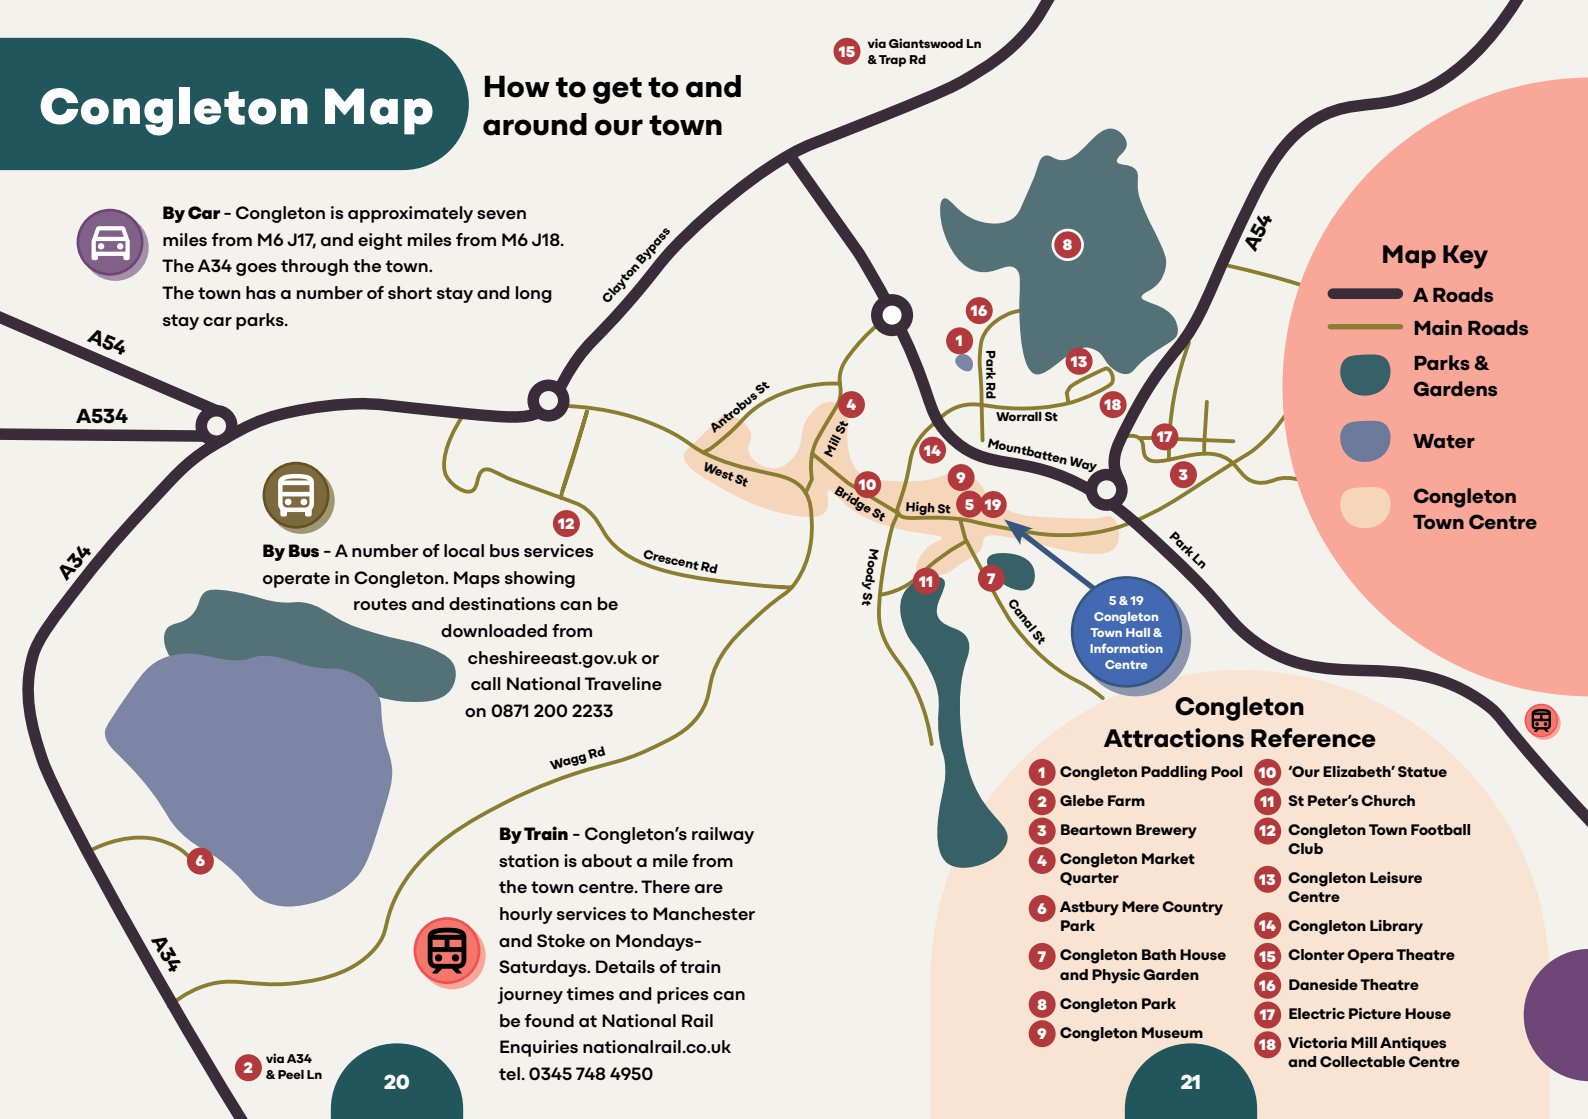 Congleton Map
How to get to and
around our town
15
via Giantswood Ln
& Trap Rd
By Car - Congleton is approximately seven
miles from M6 J17, and eight miles from M6 J18.
The A34 goes through the town.
The town has a number of short stay and long
stay car parks.
A54
A534
A34
A34
Clayton Bypass
A54
8
16
1
13
Park Rd
18
Worrall St
Mountbatten Way
17
3
Antrobus St
4
Mill St
West St
14
9
10
Bridge St
High St
5
19
Moody St
11
7
Canal St
Park Ln
12
Crescent Rd
Wagg Rd
6
Map Key
A Roads
Main Roads
Parks &
Gardens
Water
Congleton
Town Centre
By Bus - A number of local bus services
operate in Congleton. Maps showing
routes and destinations can be
downloaded from
cheshireeast.gov.uk or
call National Traveline
on 0871 200 2233
5 & 19
Congleton
Town Hall &
Information
Centre
By Train - Congleton's railway
station is about a mile from
the town centre. There are
hourly services to Manchester
and Stoke on Mondays-
Saturdays. Details of train
journey times and prices can
be found at National Rail
Enquiries nationalrail.co.uk
tel. 0345 748 4950
2
via A34
& Peel Ln
20
Congleton
Attractions Reference
1 Congleton Paddling Pool
2 Glebe Farm
3 Beartown Brewery
4 Congleton Market
Quarter
6 Astbury Mere Country
Park
7 Congleton Bath House
and Physic Garden
8 Congleton Park
9 Congleton Museum
10 ‘Our Elizabeth’ Statue
11 St Peter’s Church
12 Congleton Town Football
Club
13 Congleton Leisure
Centre
14 Congleton Library
15 Clonter Opera Theatre
16 Daneside Theatre
17 Electric Picture House
18 Victoria Mill Antiques
and Collectable Centre
21